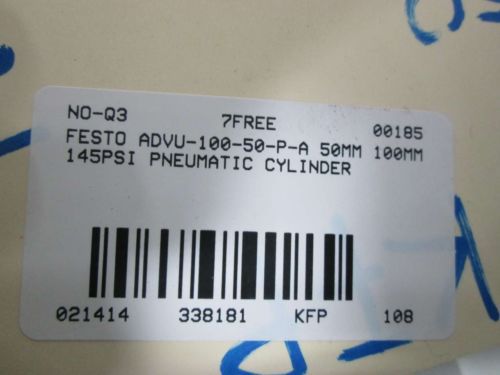 NO-Q3 7FREE 00185
FESTO ADVU-100-50-P-A 50MM 100MM
145PSI PNEUMATIC CYLINDER
021414 338181 KFP 108